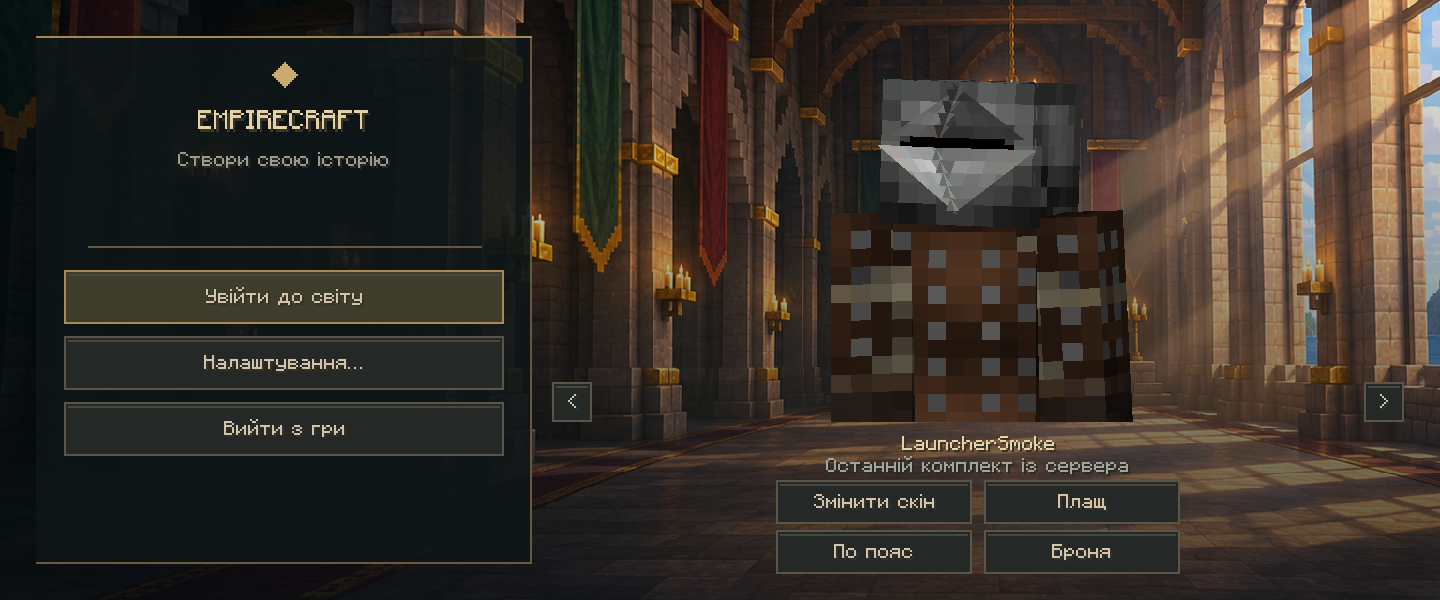 EMPIRECRAFT
Створи свою історію
Увійти до світу
Налаштування...
Вийти з гри
<
>
LauncherSmoke
Останній комплект із сервера
Змінити скін
Плащ
По пояс
Броня